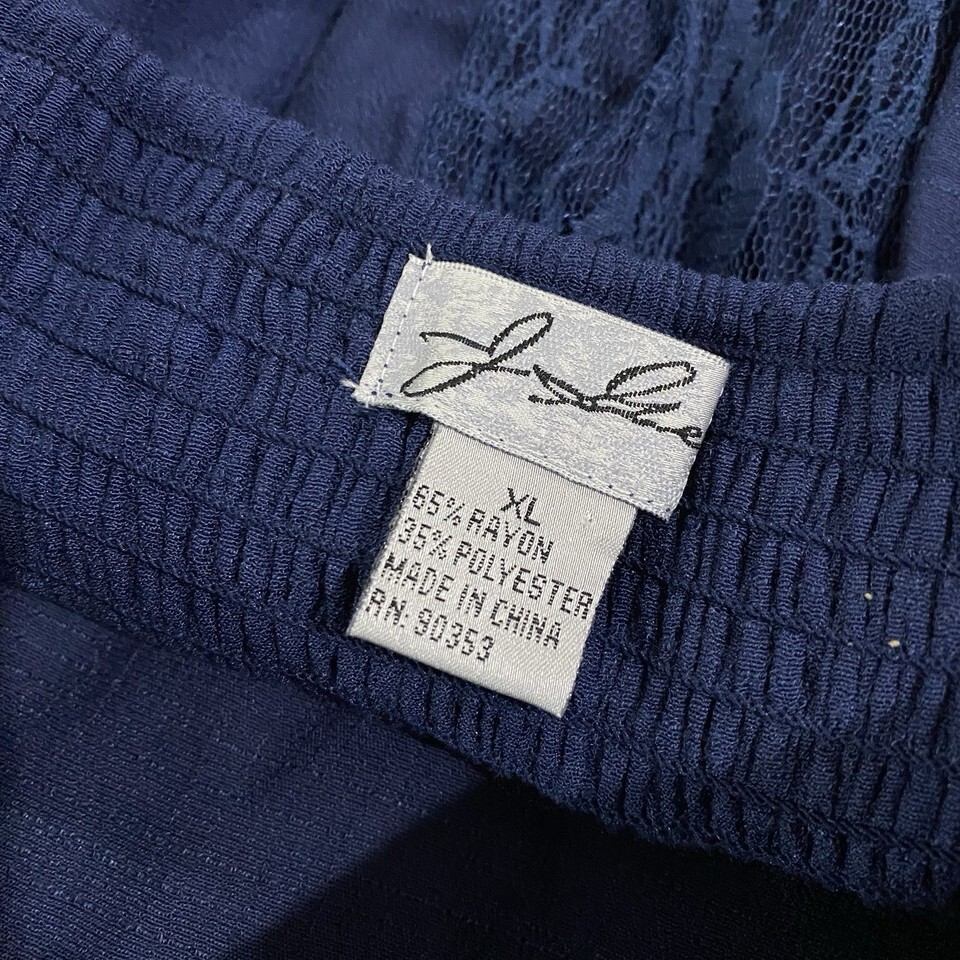 XL
65% RAYON
35% POLYESTER
MADE IN CHINA
RN: 90353